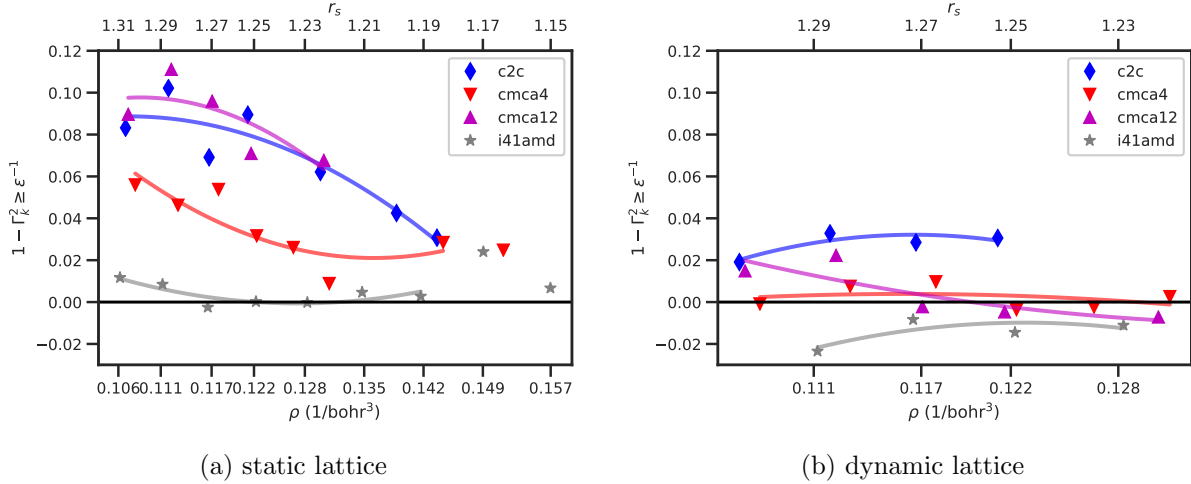 r_s
1.31 1.29 1.27 1.25 1.23 1.21 1.19 1.17 1.15
0.12
0.10
0.08
0.06
0.04
0.02
0.00
−0.02
1 − Γ_k^2 ≥ ε^−1
c2c
cmca4
cmca12
i41amd
0.106 0.111 0.117 0.122 0.128 0.135 0.142 0.149 0.157
ρ (1/bohr^3)
(a) static lattice
r_s
1.29 1.27 1.25 1.23
0.12
0.10
0.08
0.06
0.04
0.02
0.00
−0.02
1 − Γ_k^2 ≥ ε^−1
c2c
cmca4
cmca12
i41amd
0.111 0.117 0.122 0.128
ρ (1/bohr^3)
(b) dynamic lattice